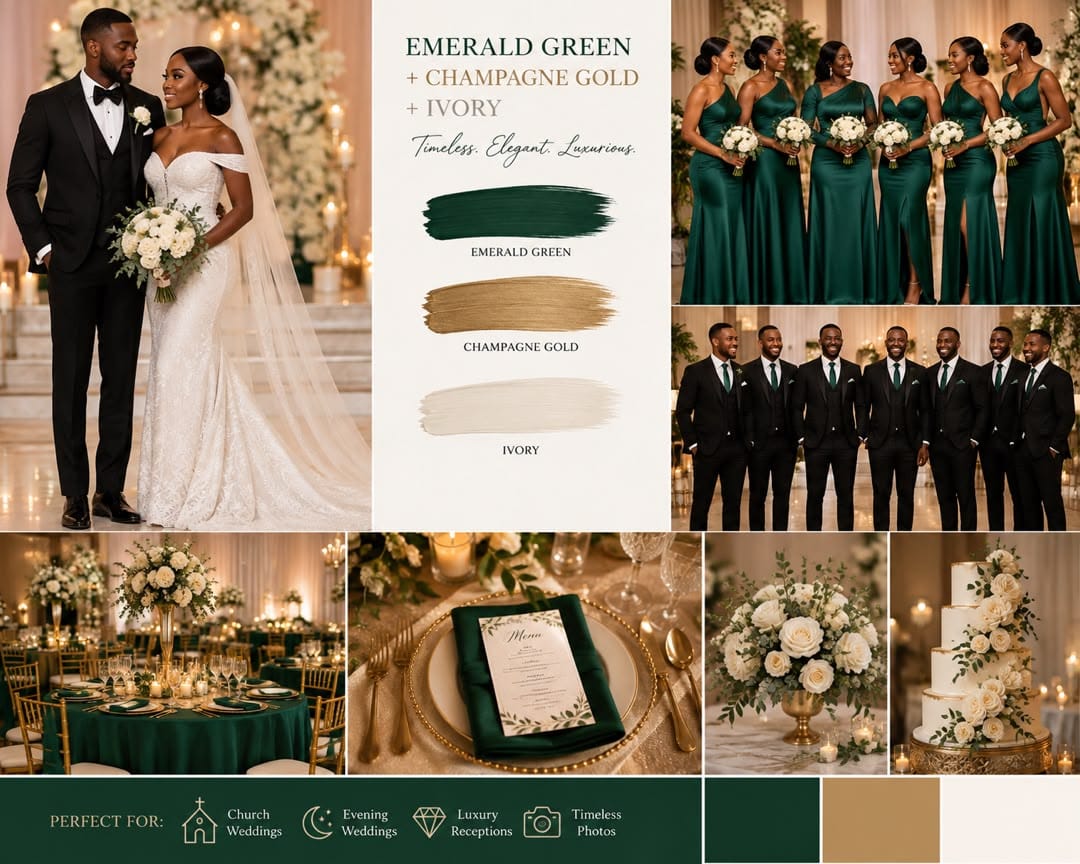 EMERALD GREEN
+ CHAMPAGNE GOLD
+ IVORY
Timeless. Elegant. Luxurious.
EMERALD GREEN
CHAMPAGNE GOLD
IVORY
Menu
PERFECT FOR:
Church
Weddings
Evening
Weddings
Luxury
Receptions
Timeless
Photos